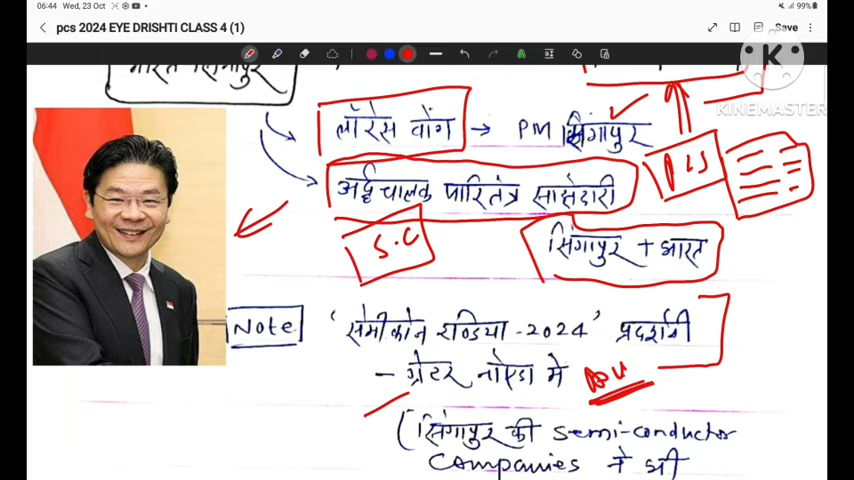 06:44 Wed, 23 Oct 99%
pcs 2024 EYE DRISHTI CLASS 4 (1) Save
K
KINEMASTER
भारत सिंगापुर
लॉरेंस वोंग → PM सिंगापुर
अर्द्धचालक पारितंत्र साझेदारी
S.C
सिंगापुर + भारत
Note 'सेमीकॉन इण्डिया -2024' प्रदर्शनी
- ग्रेटर नोएडा मे
(सिंगापुर की semi-conductor
companies ने भी